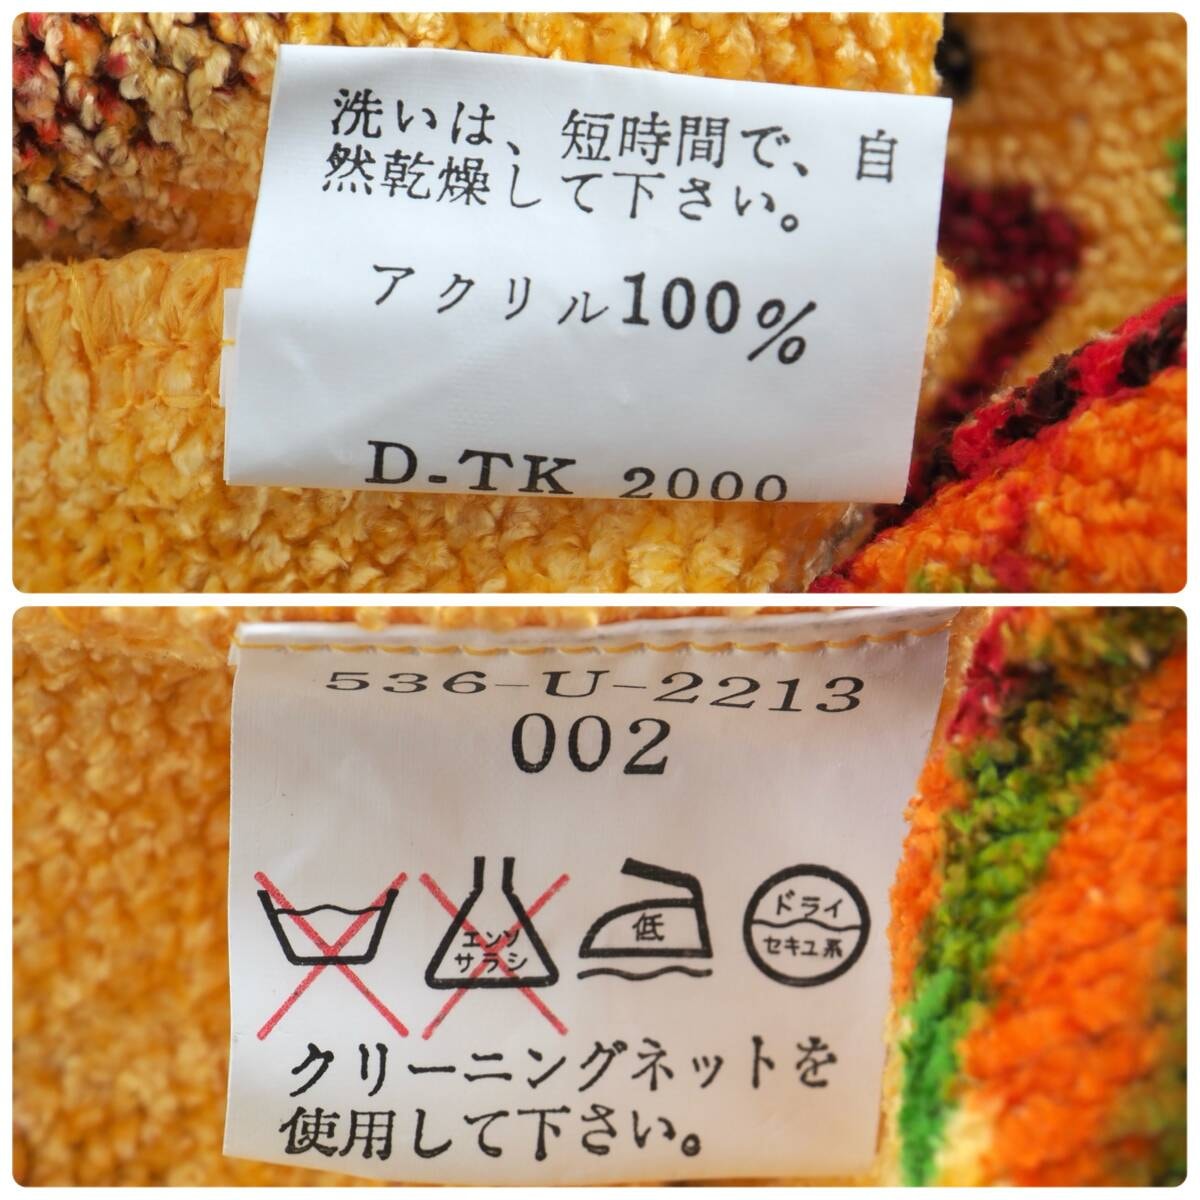 洗いは、短時間で、自
然乾燥して下さい。
アクリル100%
D-TK 2000
536-U-2213
002
エンソ
サラシ
低
ドライ
セキユ系
クリーニングネットを
使用して下さい。